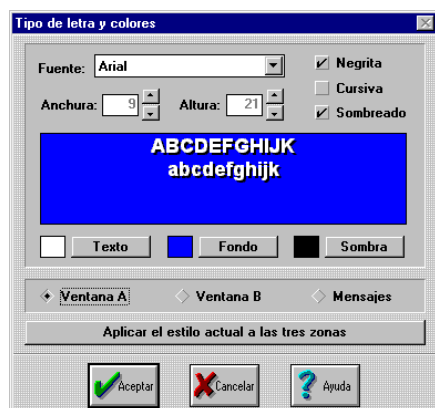 Tipo de letra y colores
Fuente: Arial
Negrita
Cursiva
Anchura: 9 Altura: 21
Sombreado
ABCDEFGHIJK
abcdefghijk
Texto Fondo Sombra
Ventana A Ventana B Mensajes
Aplicar el estilo actual a las tres zonas
Aceptar Cancelar Ayuda